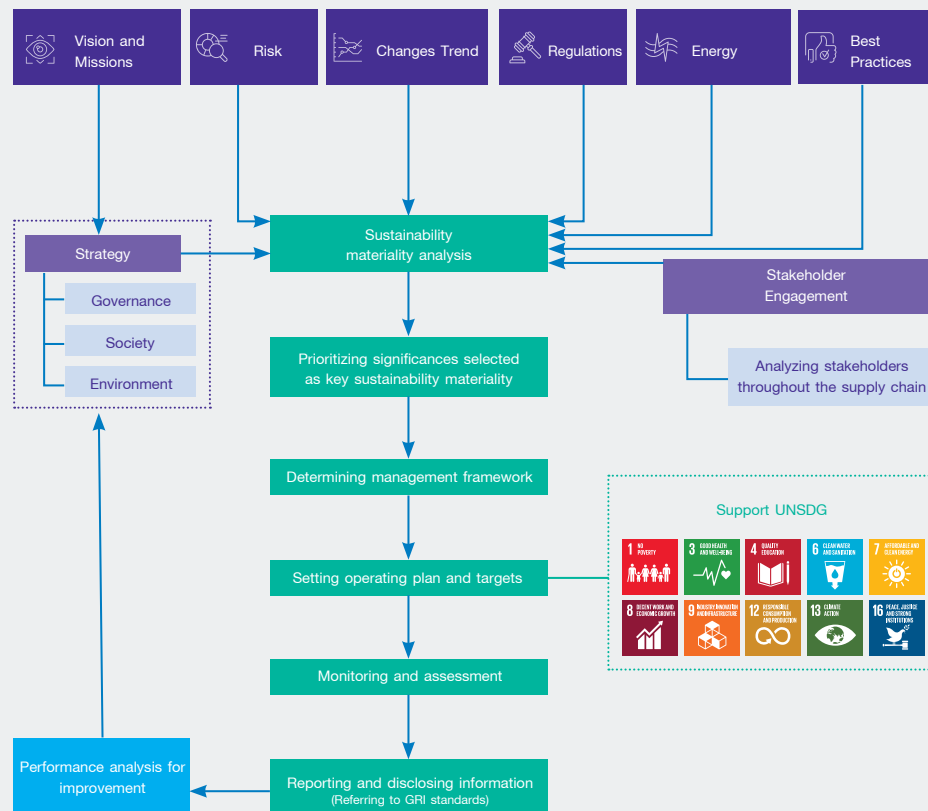 Vision and
Missions
Risk
Changes Trend
Regulations
Energy
Best
Practices
Strategy
Governance
Society
Environment
Sustainability
materiality analysis
Stakeholder
Engagement
Analyzing stakeholders
throughout the supply chain
Prioritizing significances selected
as key sustainability materiality
Determining management framework
Setting operating plan and targets
Support UNSDG
1 NO
POVERTY
3 GOOD HEALTH
AND WELL-BEING
4 QUALITY
EDUCATION
6 CLEAN WATER
AND SANITATION
7 AFFORDABLE AND
CLEAN ENERGY
8 DECENT WORK AND
ECONOMIC GROWTH
9 INDUSTRY, INNOVATION
AND INFRASTRUCTURE
12 RESPONSIBLE
CONSUMPTION
AND PRODUCTION
13 CLIMATE
ACTION
16 PEACE, JUSTICE
AND STRONG
INSTITUTIONS
Monitoring and assessment
Reporting and disclosing information
(Referring to GRI standards)
Performance analysis for
improvement